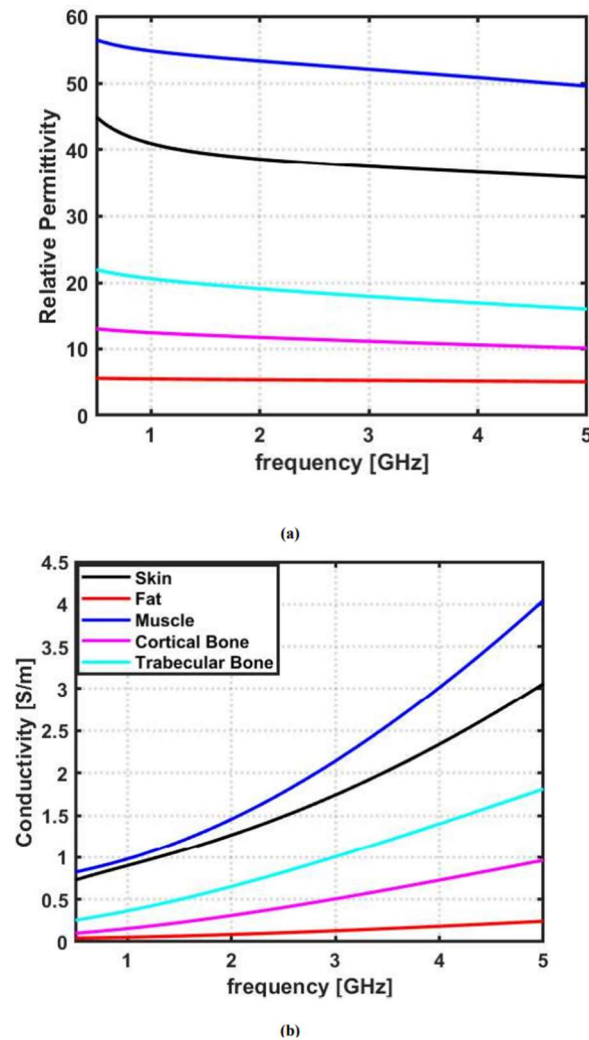 60
50
40
30
20
10
0
Relative Permittivity
1 2 3 4 5
frequency [GHz]
(a)
4.5
4
3.5
3
2.5
2
1.5
1
0.5
0
Conductivity [S/m]
Skin
Fat
Muscle
Cortical Bone
Trabecular Bone
1 2 3 4 5
frequency [GHz]
(b)